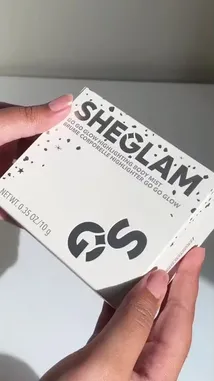 SHEGLAM
GO GO GLOW HIGHLIGHTING BODY MIST
BRUME CORPORELLE HIGHLIGHTER GO GO GLOW
GS
NET WT. 0.35 OZ/10 g